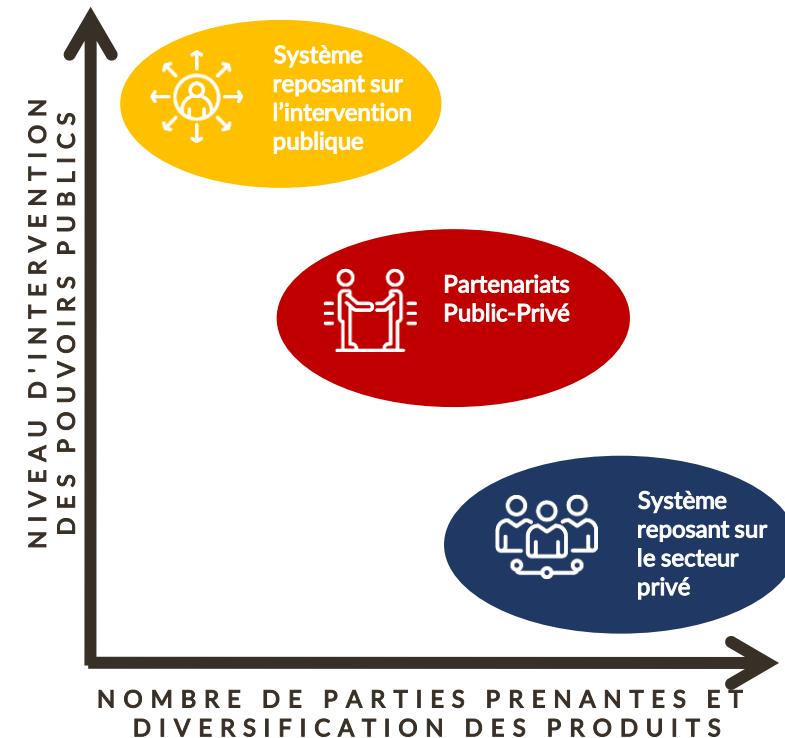 NIVEAU D'INTERVENTION
DES POUVOIRS PUBLICS
Système
reposant sur
l'intervention
publique
Partenariats
Public-Privé
Système
reposant sur
le secteur
privé
NOMBRE DE PARTIES PRENANTES ET
DIVERSIFICATION DES PRODUITS